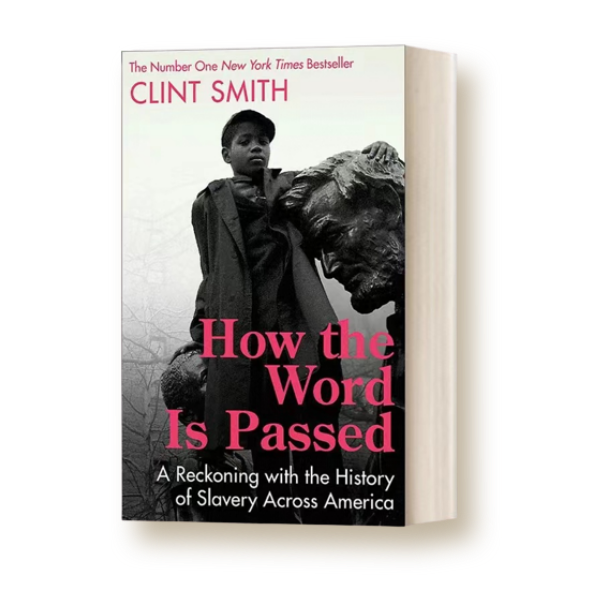 The Number One New York Times Bestseller
CLINT SMITH
How the
Word
Is Passed
A Reckoning with the History
of Slavery Across America